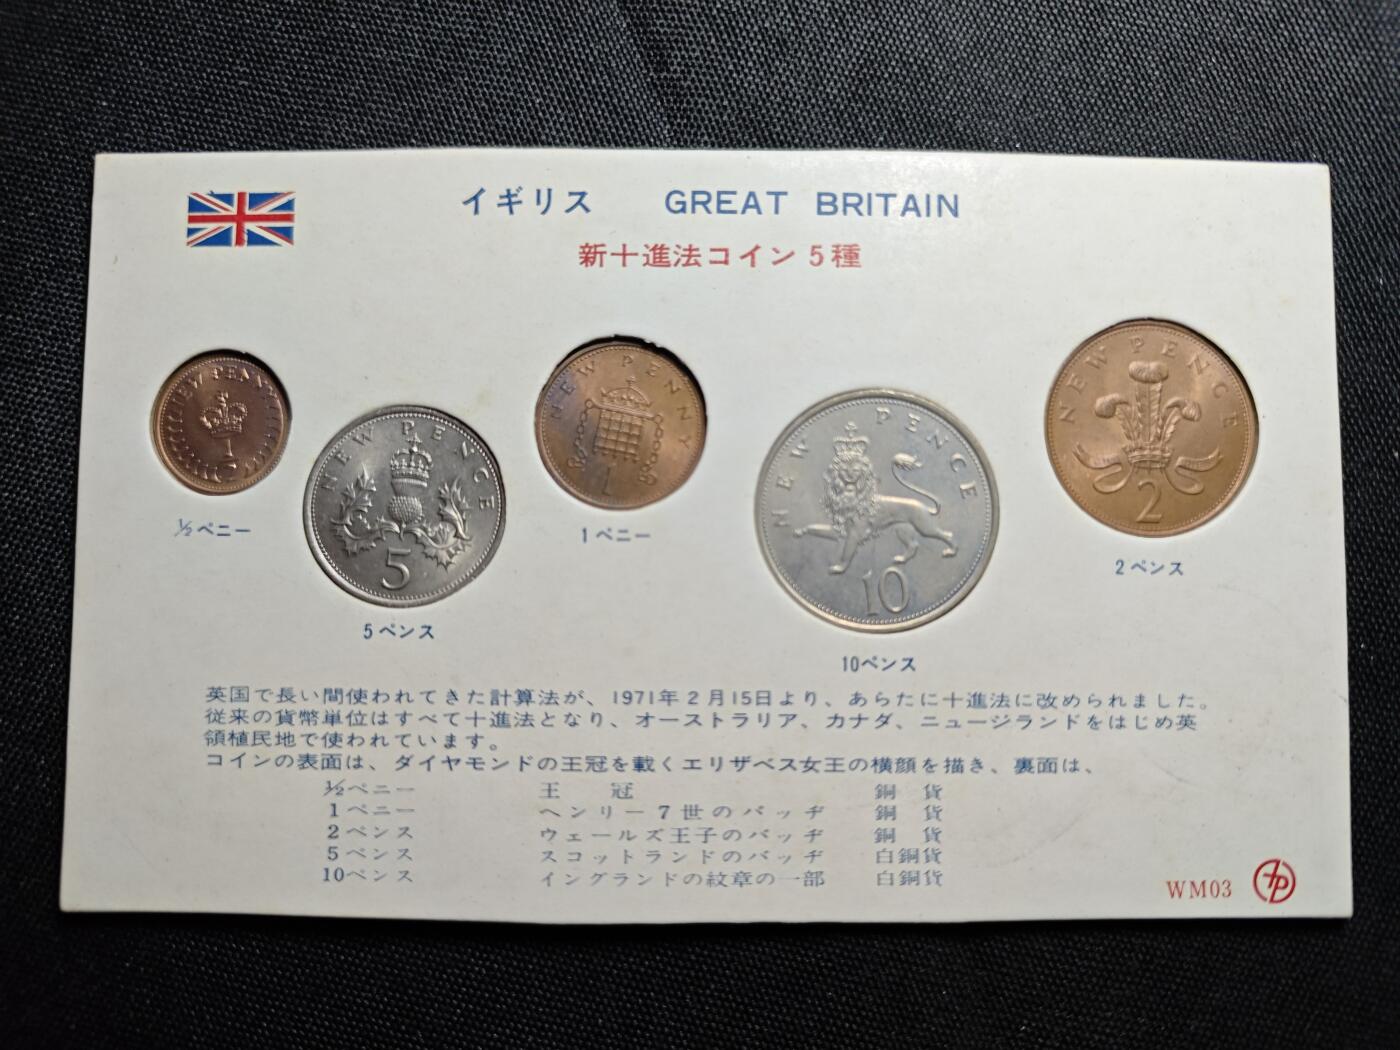 イギリス GREAT BRITAIN
新十進法コイン5種
NEW PENNY
1/2
½ペニー
NEW PENCE
5
5ペンス
NEW PENNY
1
1ペニー
NEW PENCE
10
10ペンス
NEW PENCE
2
2ペンス
英国で長い間使われてきた計算法が、1971年2月15日より、あらたに十進法に改められました。
従来の貨幣単位はすべて十進法となり、オーストラリア、カナダ、ニュージランドをはじめ英
領植民地で使われています。
コインの表面は、ダイヤモンドの王冠を載くエリザベス女王の横顔を描き、裏面は、
½ペニー 王冠 銅貨
1ペニー ヘンリー7世のバッヂ 銅貨
2ペンス ウェールズ王子のバッヂ 銅貨
5ペンス スコットランドのバッヂ 白銅貨
10ペンス イングランドの紋章の一部 白銅貨
WM03